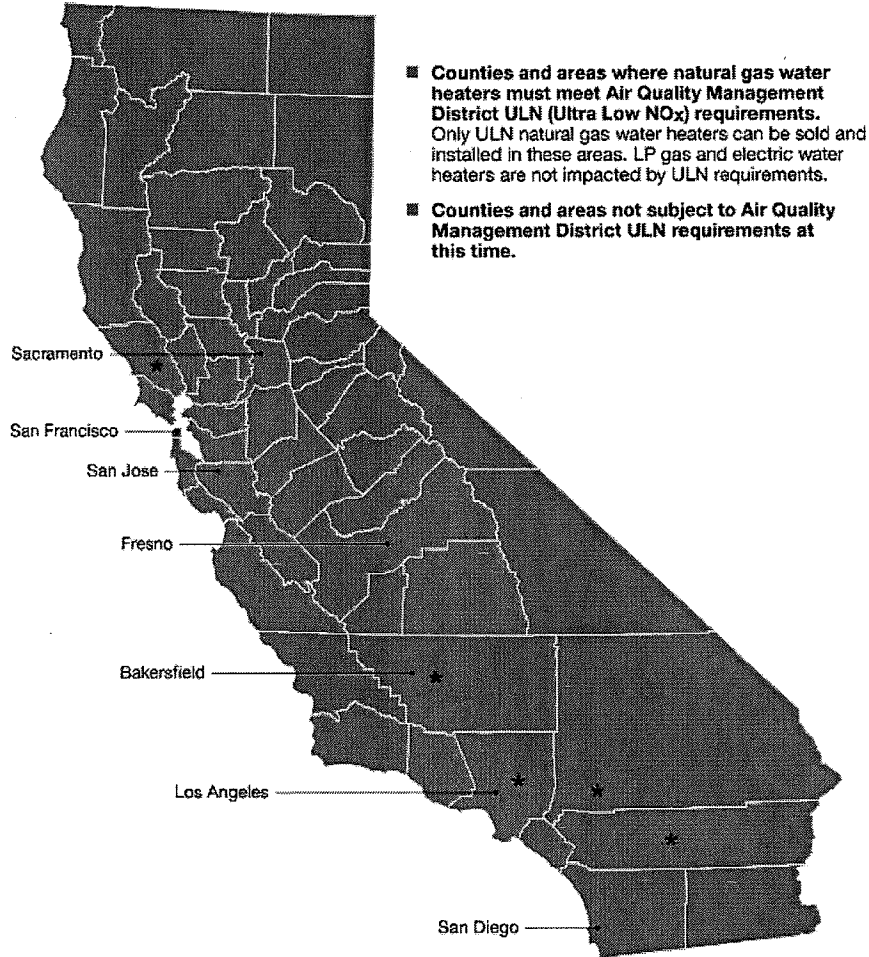 ■ Counties and areas where natural gas water
heaters must meet Air Quality Management
District ULN (Ultra Low NOx) requirements.
Only ULN natural gas water heaters can be sold and
installed in these areas. LP gas and electric water
heaters are not impacted by ULN requirements.
■ Counties and areas not subject to Air Quality
Management District ULN requirements at
this time.
Sacramento
*
San Francisco
San Jose
Fresno
Bakersfield
*
Los Angeles
*
*
*
San Diego